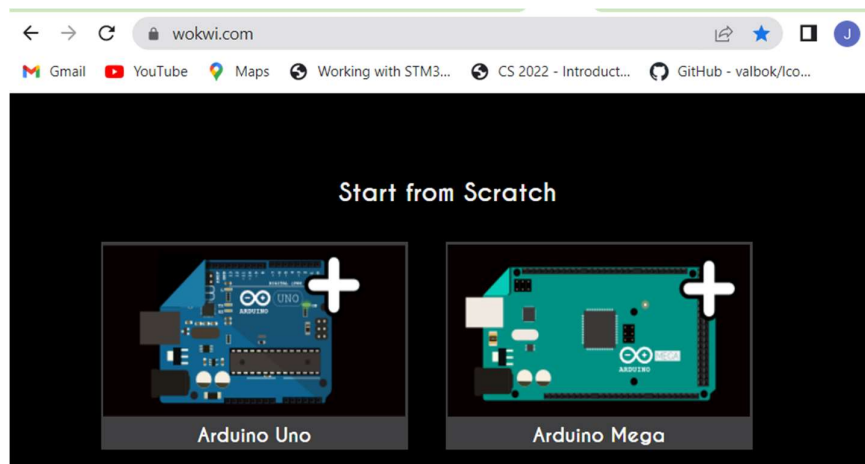 wokwi.com
J
Gmail YouTube Maps Working with STM3... CS 2022 - Introduct... GitHub - valbok/Ico...
Start from Scratch
UNO
ARDUINO
MEGA
ARDUINO
Arduino Uno Arduino Mega